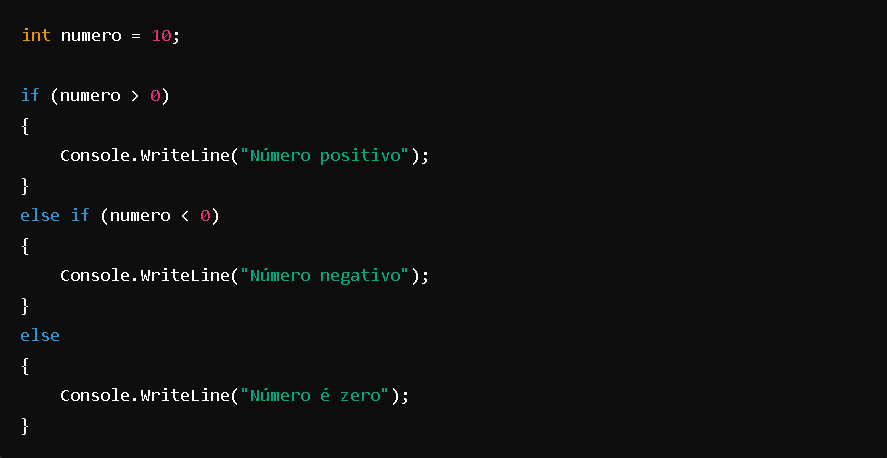 int numero = 10;
if (numero > 0)
{
    Console.WriteLine("Número positivo");
}
else if (numero < 0)
{
    Console.WriteLine("Número negativo");
}
else
{
    Console.WriteLine("Número é zero");
}